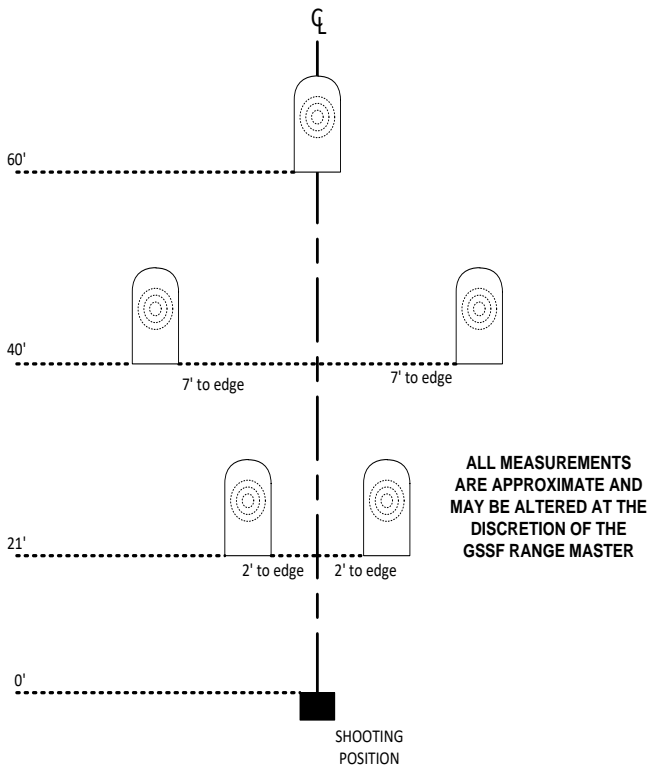 ℄
60'
40'
7' to edge
7' to edge
ALL MEASUREMENTS
ARE APPROXIMATE AND
MAY BE ALTERED AT THE
DISCRETION OF THE
GSSF RANGE MASTER
21'
2' to edge
2' to edge
0'
SHOOTING
POSITION